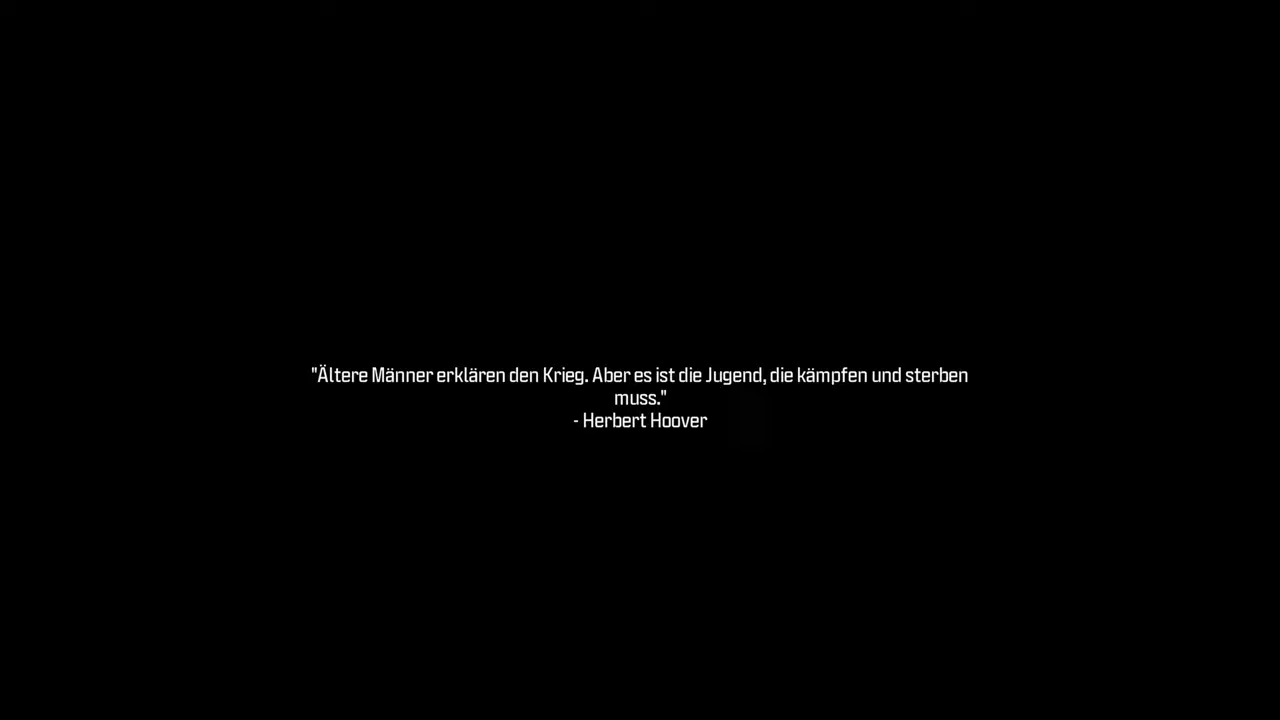 "Ältere Männer erklären den Krieg. Aber es ist die Jugend, die kämpfen und sterben
muss."
- Herbert Hoover